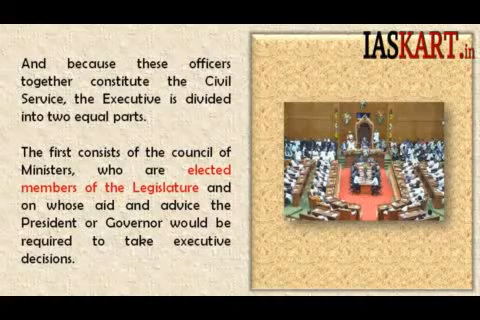 IASKART.in
And because these officers
together constitute the Civil
Service, the Executive is divided
into two equal parts.
The first consists of the council of
Ministers, who are elected
members of the Legislature and
on whose aid and advice the
President or Governor would be
required to take executive
decisions.